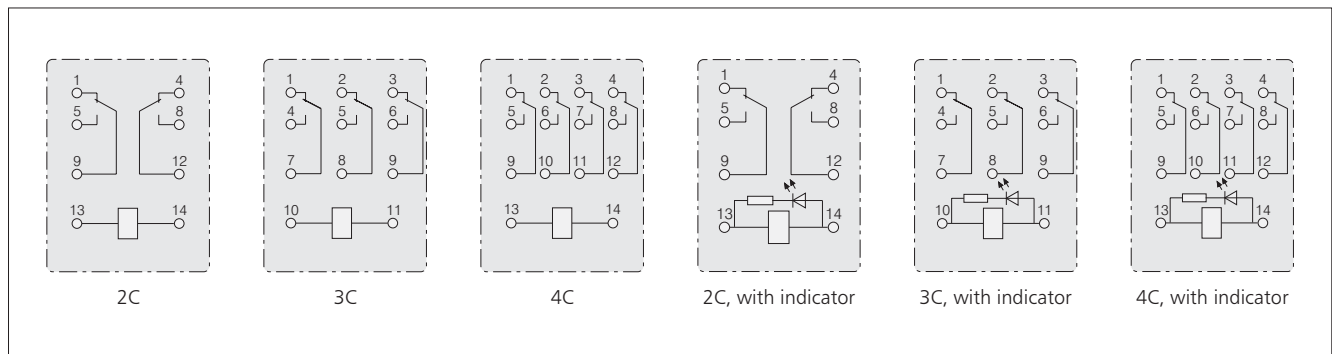 1 4
5 8
9 12
13 14
2C
1 2 3
4 5 6
7 8 9
10 11
3C
1 2 3 4
5 6 7 8
9 10 11 12
13 14
4C
1 4
5 8
9 12
13 14
2C, with indicator
1 2 3
4 5 6
7 8 9
10 11
3C, with indicator
1 2 3 4
5 6 7 8
9 10 11 12
13 14
4C, with indicator